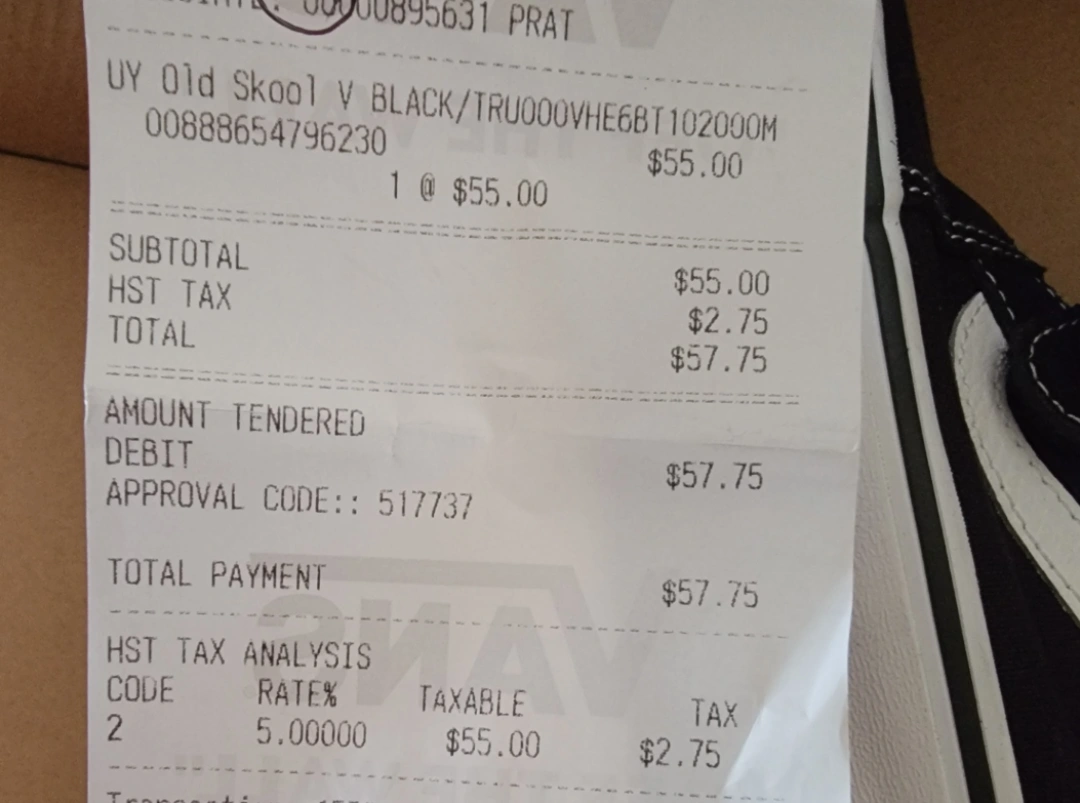 00000895631 PRAT
UY Old Skool V BLACK/TRU000VHE6BT102000M
00888654796230 $55.00
1 @ $55.00
SUBTOTAL $55.00
HST TAX $2.75
TOTAL $57.75
AMOUNT TENDERED
DEBIT $57.75
APPROVAL CODE:: 517737
TOTAL PAYMENT $57.75
HST TAX ANALYSIS
CODE RATE% TAXABLE TAX
2 5.00000 $55.00 $2.75